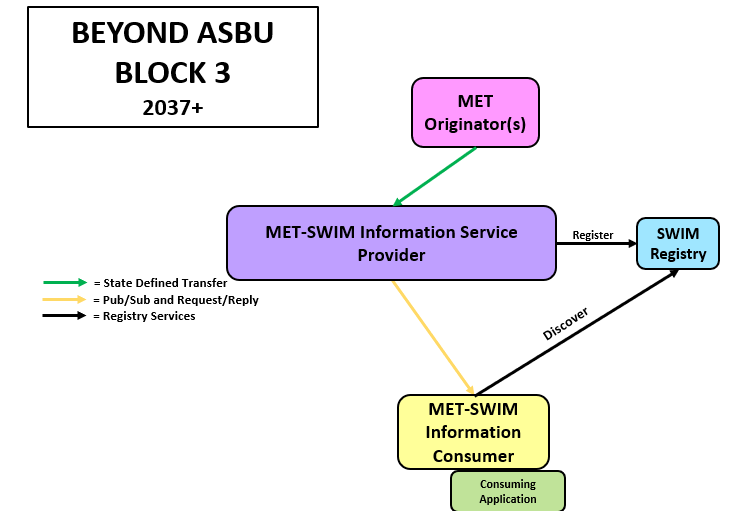 BEYOND ASBU
BLOCK 3
2037+
MET
Originator(s)
MET-SWIM Information Service
Provider
Register
SWIM
Registry
= State Defined Transfer
= Pub/Sub and Request/Reply
= Registry Services
Discover
MET-SWIM
Information
Consumer
Consuming
Application